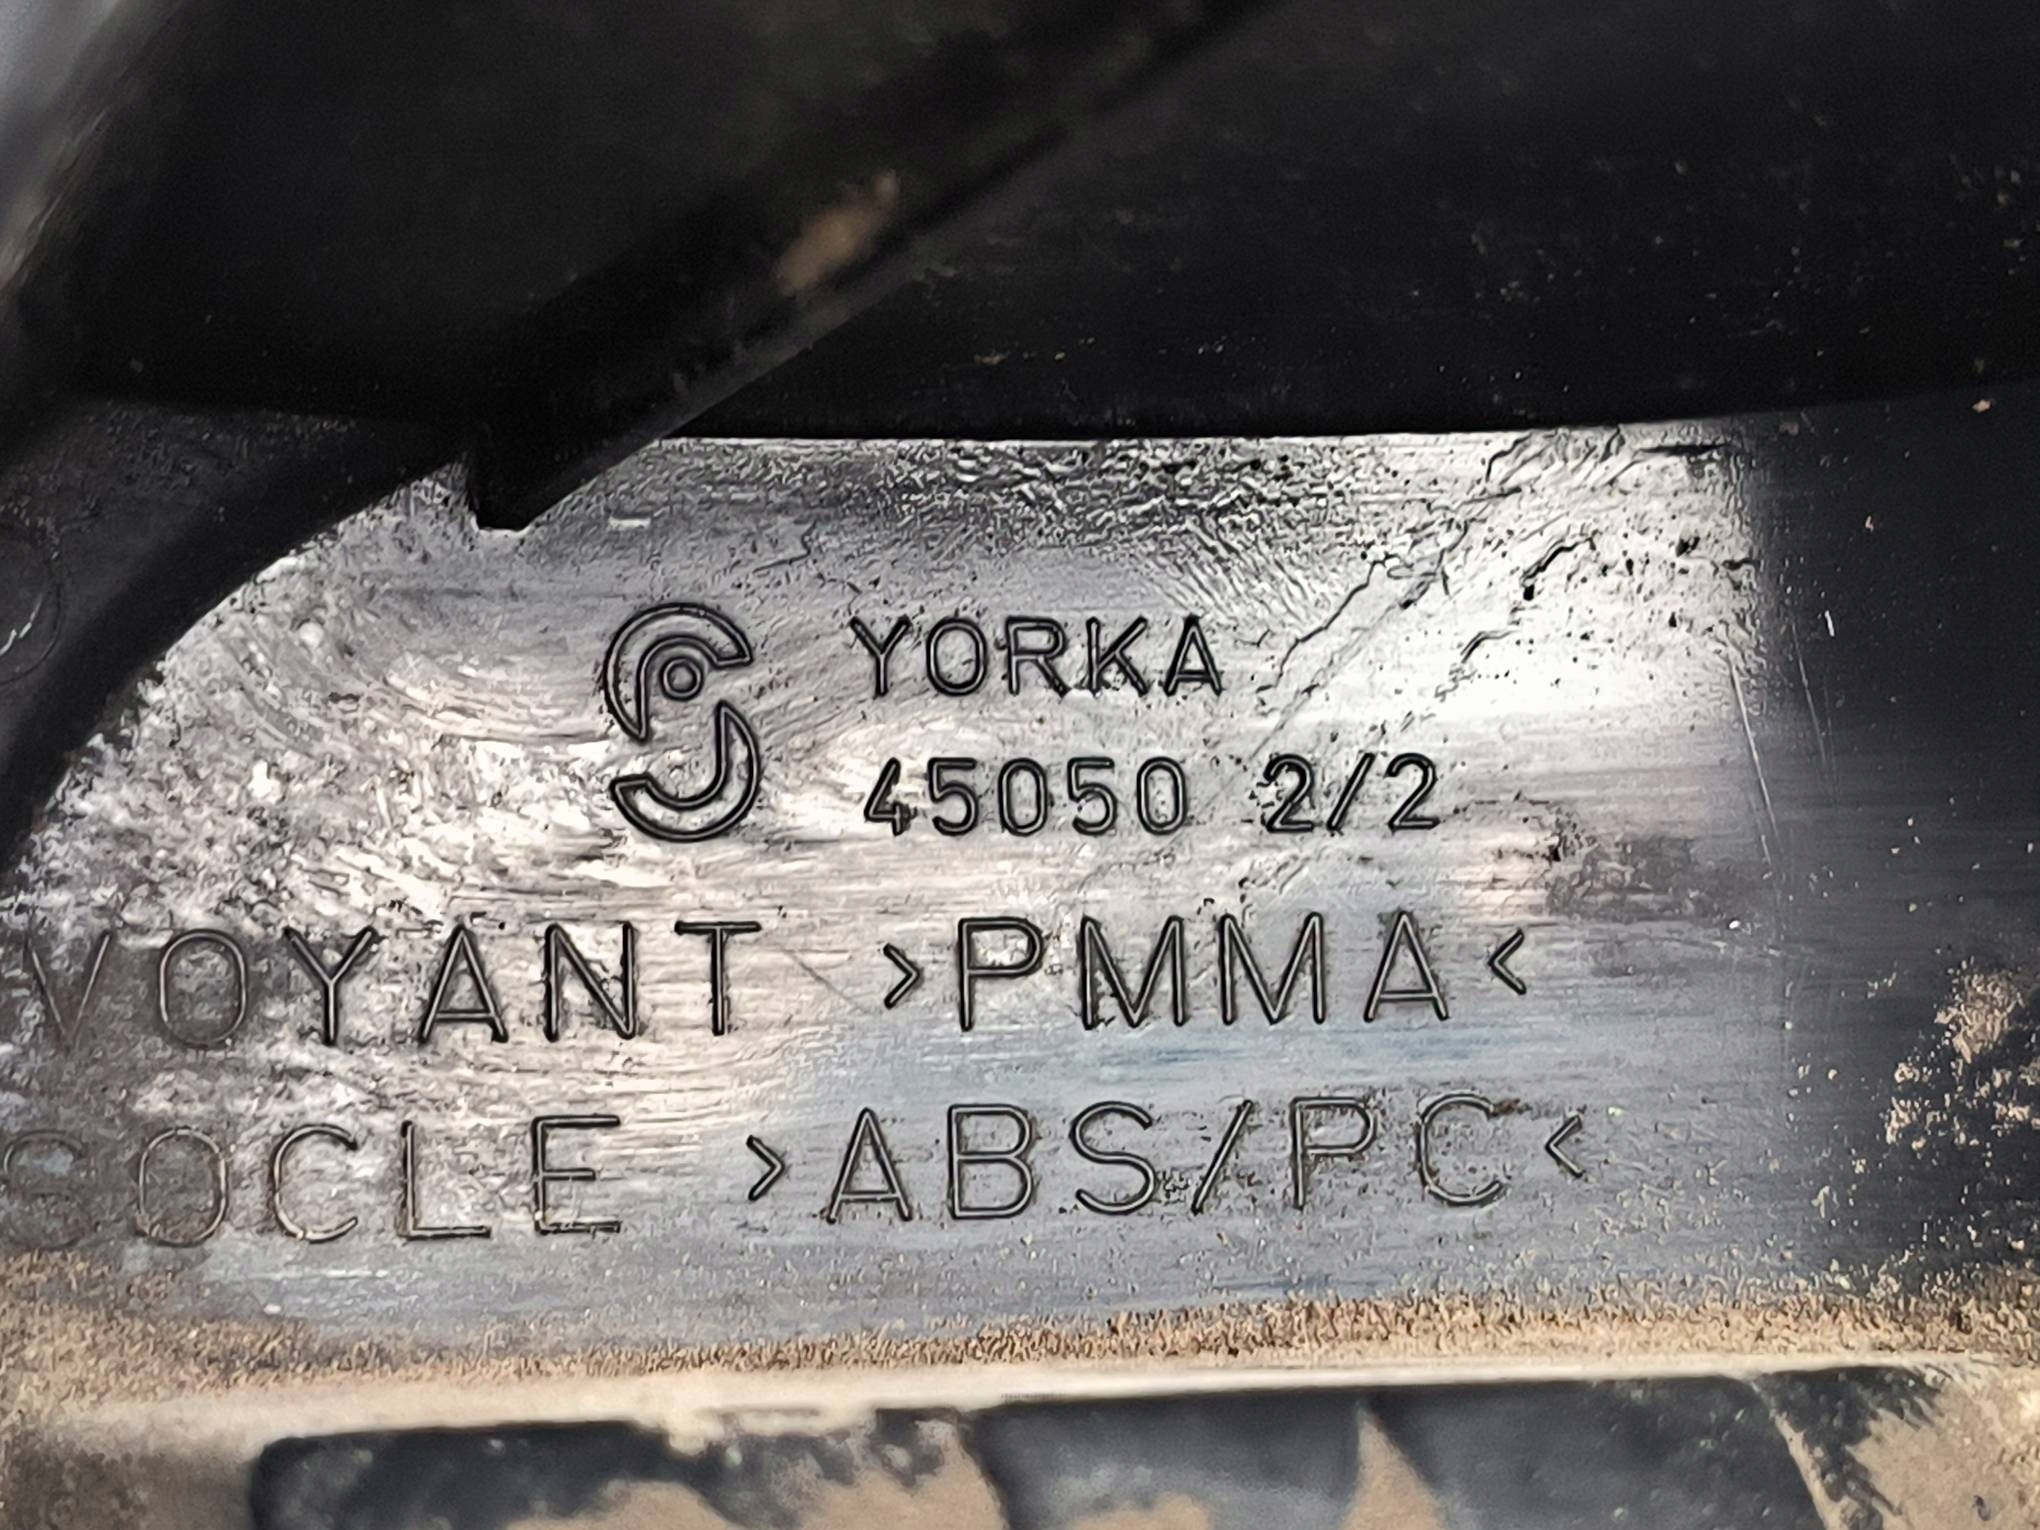 YORKA
45050 2/2
VOYANT >PMMA<
SOCLE >ABS/PC<